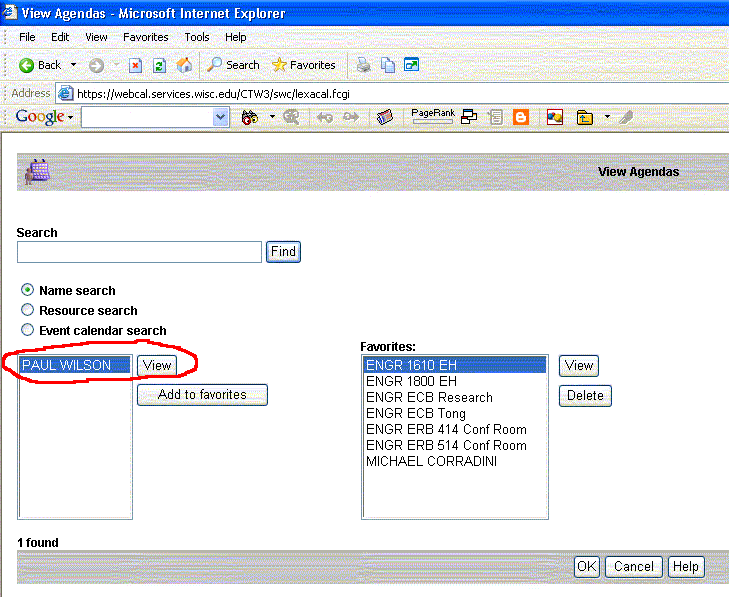 View Agendas - Microsoft Internet Explorer
File Edit View Favorites Tools Help
Back Search Favorites
Address https://webcal.services.wisc.edu/CTW3/swc/lexacal.fcgi
Google PageRank
View Agendas
Search
Find
Name search
Resource search
Event calendar search
Favorites:
PAUL WILSON View ENGR 1610 EH View
ENGR 1800 EH
Add to favorites ENGR ECB Research Delete
ENGR ECB Tong
ENGR ERB 414 Conf Room
ENGR ERB 514 Conf Room
MICHAEL CORRADINI
1 found
OK Cancel Help